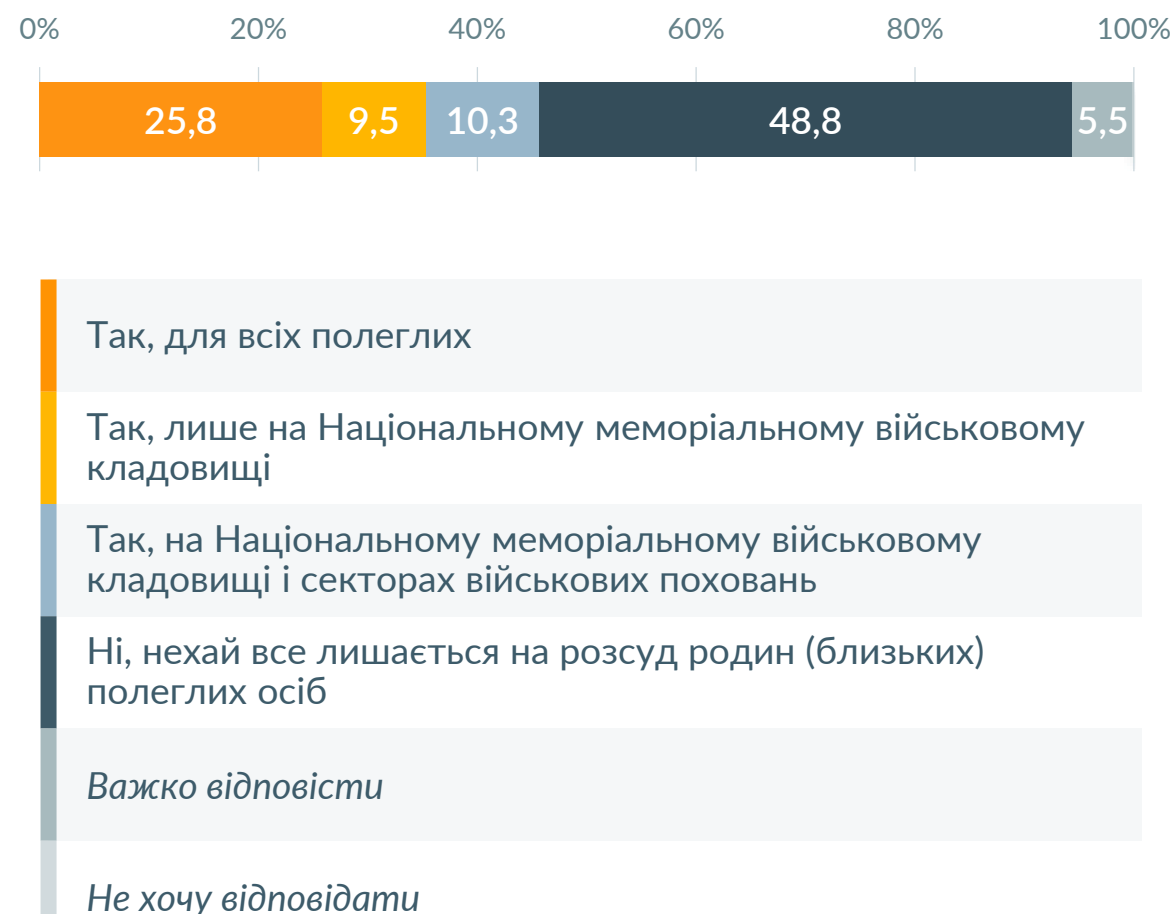 0% 20% 40% 60% 80% 100%
25,8 9,5 10,3 48,8 5,5
Так, для всіх полеглих
Так, лише на Національному меморіальному військовому
кладовищі
Так, на Національному меморіальному військовому
кладовищі і секторах військових поховань
Ні, нехай все лишається на розсуд родин (близьких)
полеглих осіб
Важко відповісти
Не хочу відповідати